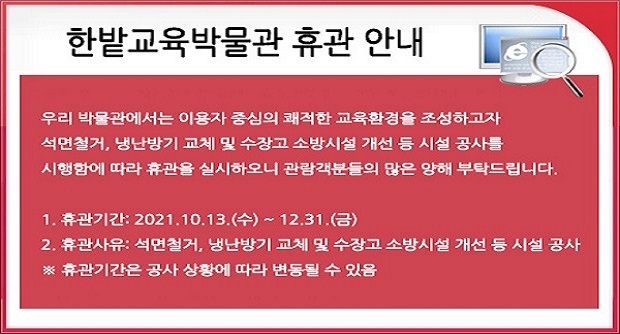 한밭교육박물관 휴관 안내
우리 박물관에서는 이용자 중심의 쾌적한 교육환경을 조성하고자
석면철거, 냉난방기 교체 및 수장고 소방시설 개선 등 시설 공사를
시행함에 따라 휴관을 실시하오니 관람객분들의 많은 양해 부탁드립니다.
1. 휴관기간: 2021.10.13.(수) ~ 12.31.(금)
2. 휴관사유: 석면철거, 냉난방기 교체 및 수장고 소방시설 개선 등 시설 공사
※ 휴관기간은 공사 상황에 따라 변동될 수 있음